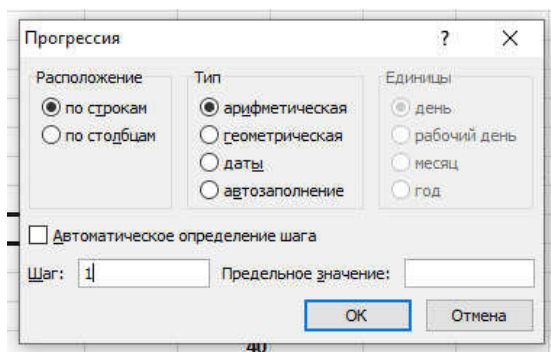 Прогрессия ?
Расположение Тип Единицы
по строкам арифметическая день
по столбцам геометрическая рабочий день
даты месяц
автозаполнение год
Автоматическое определение шага
Шаг: 1 Предельное значение:
ОК Отмена
40